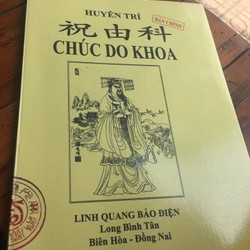 HUYỀN TRÍ
BẢN CHÍNH
祝由科
CHÚC DO KHOA
LINH QUANG BẢO ĐIỆN
Long Bình Tân
Biên Hòa - Đồng Nai